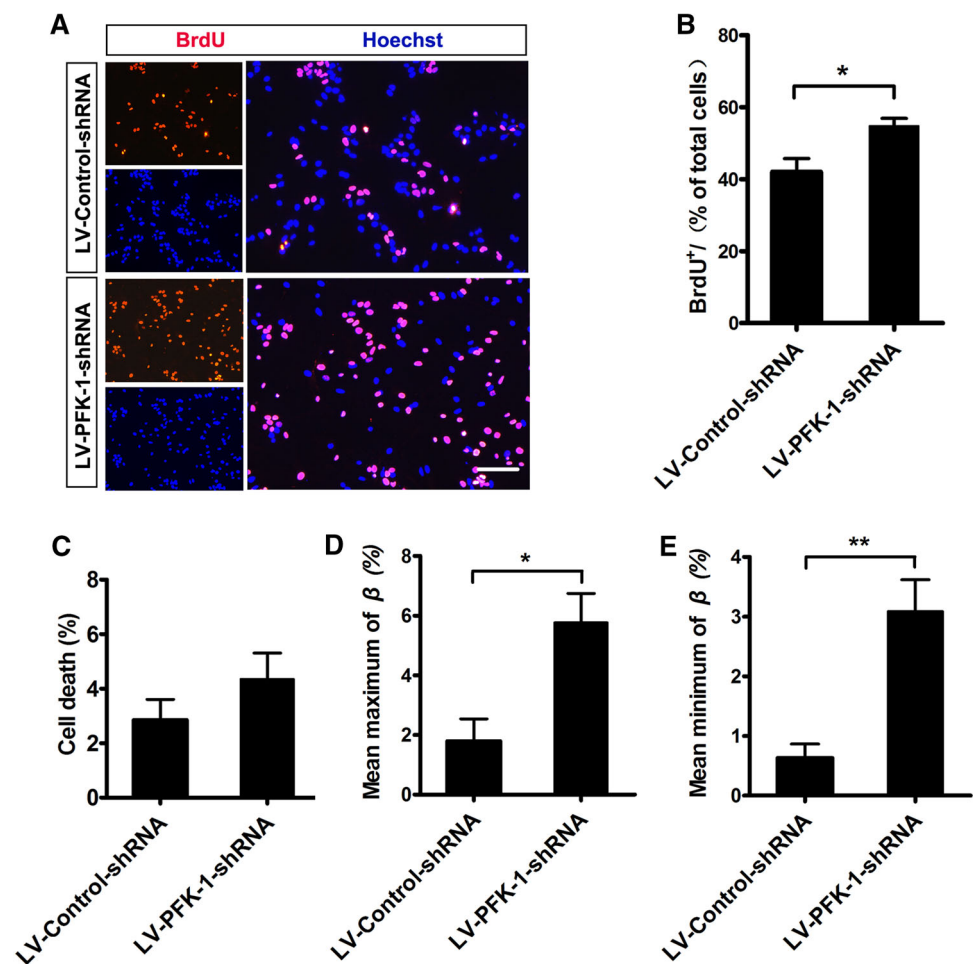 A
BrdU Hoechst
LV-Control-shRNA
LV-PFK-1-shRNA
B
BrdU⁺/ (% of total cells)
80
60
40
20
0
*
LV-Control-shRNA
LV-PFK-1-shRNA
C
Cell death (%)
8
6
4
2
0
LV-Control-shRNA
LV-PFK-1-shRNA
D
Mean maximum of β (%)
8
6
4
2
0
*
LV-Control-shRNA
LV-PFK-1-shRNA
E
Mean minimum of β (%)
4
3
2
1
0
**
LV-Control-shRNA
LV-PFK-1-shRNA